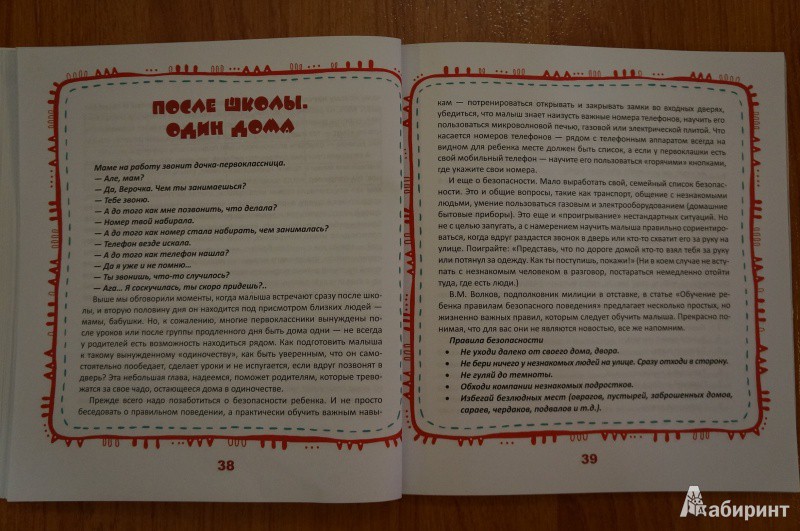 ПОСЛЕ ШКОЛЫ.
ОДИН ДОМА
Маме на работу звонит дочка-первоклассница.
— Але, мам?
— Да, Верочка. Чем ты занимаешься?
— Тебе звоню.
— А до того как мне позвонить, что делала?
— Номер твой набирала.
— А до того как номер стала набирать, чем занималась?
— Телефон везде искала.
— А до того как телефон нашла?
— Да я уже и не помню...
— Ты звонишь, что-то случилось?
— Ага... Я соскучилась, ты скоро придешь?..
Выше мы обговорили моменты, когда малыша встречают сразу после шко-
лы, и вторую половину дня он находится под присмотром близких людей —
мамы, бабушки. Но, к сожалению, многие первоклассники вынуждены по-
сле уроков или после группы продленного дня быть дома одни — не всегда
у родителей есть возможность находиться рядом. Как подготовить малыша
к такому вынужденному «одиночеству», как быть уверенным, что он само-
стоятельно пообедает, сделает уроки и не испугается, если вдруг позвонят в
дверь? Эта небольшая глава, надеемся, поможет родителям, которые трево-
жатся за свое чадо, остающееся дома в одиночестве.
Прежде всего надо позаботиться о безопасности ребенка. И не просто
беседовать о правильном поведении, а практически обучить важным навы-
38
кам — потренироваться открывать и закрывать замки во входных дверях,
убедиться, что малыш знает наизусть важные номера телефонов, научить его
пользоваться микроволновой печью, газовой или электрической плитой. Что
касается номеров телефонов — рядом с телефонным аппаратом всегда на
видном для ребенка месте должен быть список, а если у первоклашки есть
свой мобильный телефон — научите его пользоваться «горячими» кнопками,
где укажите свои номера.
И еще о безопасности. Мало выработать свой, семейный список безопас-
ности. Это и общие вопросы, такие как транспорт, общение с незнакомыми
людьми, умение пользоваться газовым и электрооборудованием (домашние
бытовые приборы). Это еще и «проигрывание» нестандартных ситуаций. Но
не с целью запугать, а с намерением научить малыша правильно сориентиро-
ваться, когда вдруг раздастся звонок в дверь или кто-то схватит его за руку на
улице. Поиграйте: «Представь, что по дороге домой кто-то взял тебя за руку
или потянул за одежду. Как ты поступишь, покажи!» (Ни в коем случае не всту-
пать с незнакомым человеком в разговор, постараться немедленно отойти
туда, где есть люди.)
В.М. Волков, подполковник милиции в отставке, в статье «Обучение ре-
бенка правилам безопасного поведения» предлагает несколько простых, но
жизненно важных правил, которым следует обучить малыша. Прекрасно по-
нимая, что для вас они не являются новостью, все же напомним.
Правила безопасности
• Не уходи далеко от своего дома, двора.
• Не бери ничего у незнакомых людей на улице. Сразу отходи в сторону.
• Не гуляй до темноты.
• Обходи компании незнакомых подростков.
• Избегай безлюдных мест (оврагов, пустырей, заброшенных домов,
сараев, чердаков, подвалов и т.д.).
39
Лабиринт